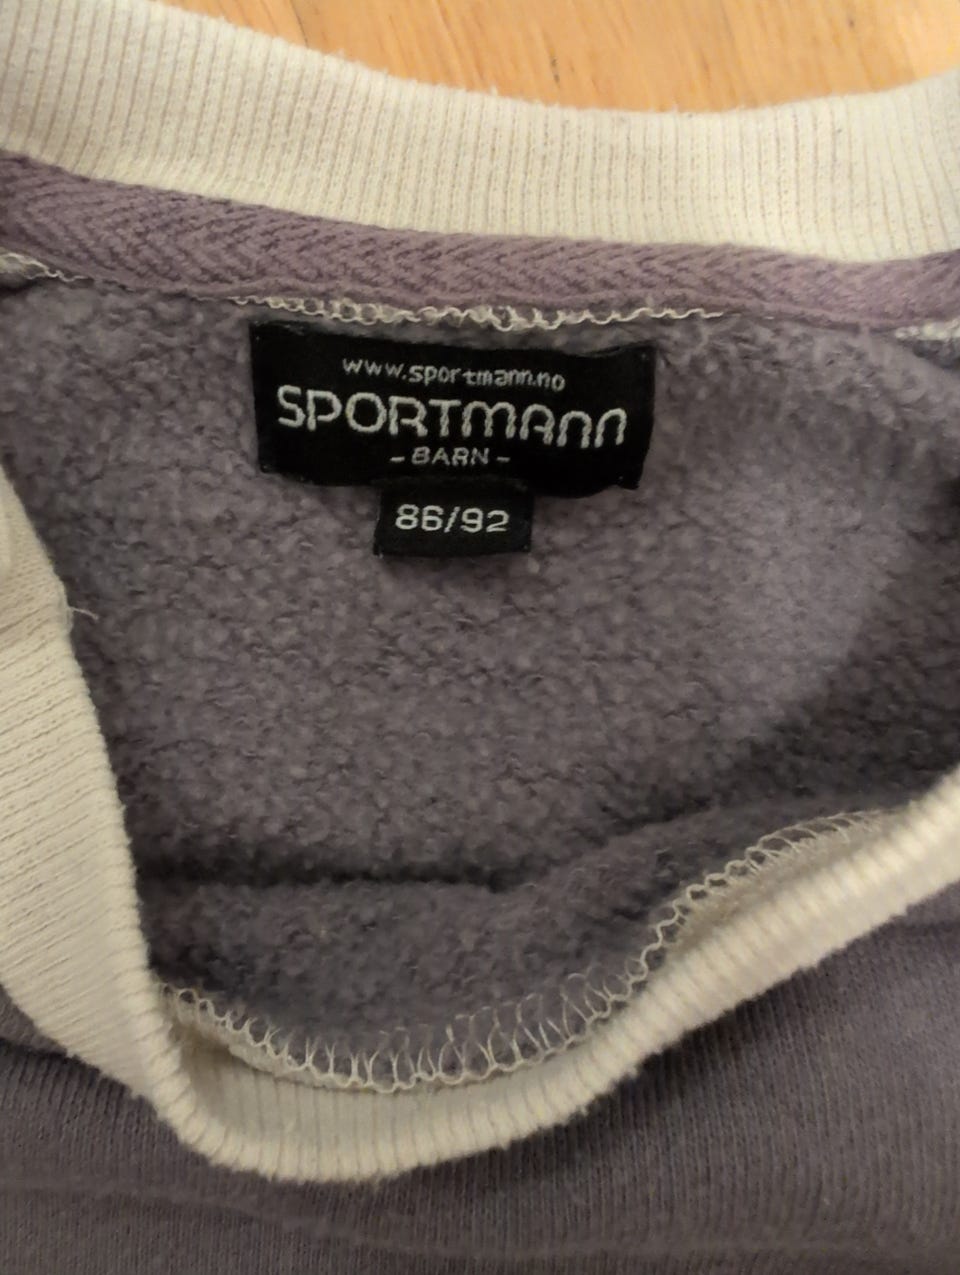 www.sportmann.no
SPORTMANN
- BARN -
86/92